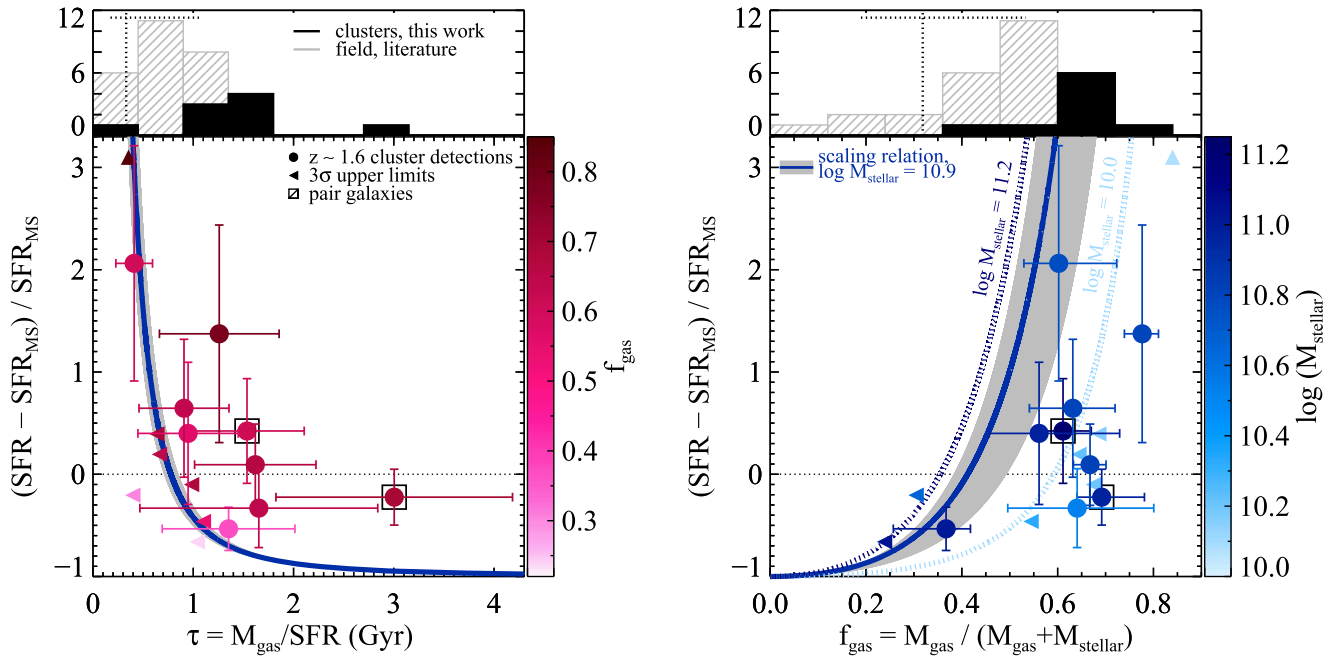 12
6
0
clusters, this work
field, literature
3
2
1
0
−1
(SFR − SFR_MS) / SFR_MS
z ~ 1.6 cluster detections
3σ upper limits
pair galaxies
0 1 2 3 4
τ = M_gas/SFR (Gyr)
0.8
0.7
0.6
0.5
0.4
0.3
f_gas
12
6
0
3
2
1
0
−1
(SFR − SFR_MS) / SFR_MS
scaling relation,
log M_stellar = 10.9
log M_stellar = 11.2
log M_stellar = 10.0
0.0 0.2 0.4 0.6 0.8
f_gas = M_gas / (M_gas+M_stellar)
11.2
11.0
10.8
10.6
10.4
10.2
10.0
log (M_stellar)